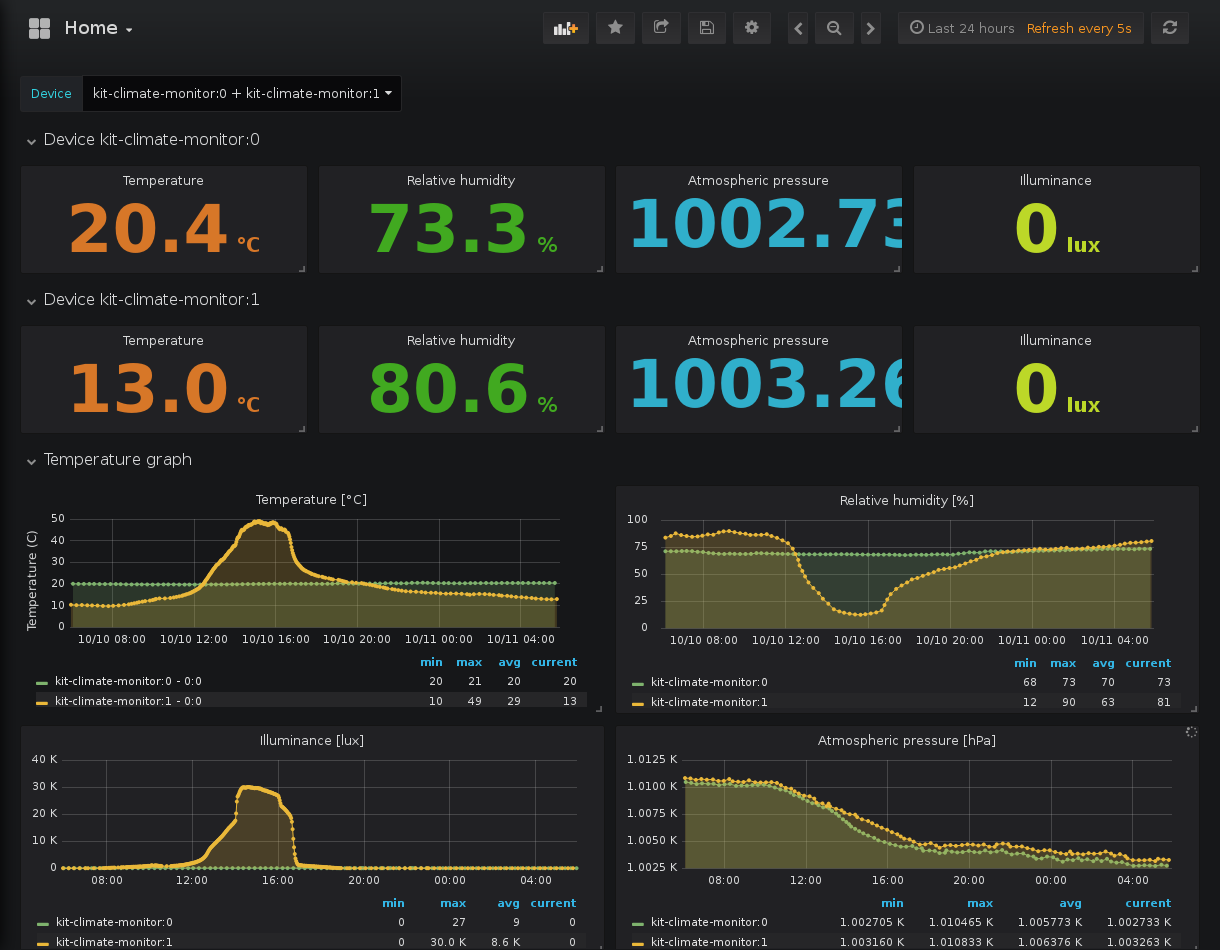 Home
Last 24 hours Refresh every 5s
Device kit-climate-monitor:0 + kit-climate-monitor:1
Device kit-climate-monitor:0
Temperature Relative humidity Atmospheric pressure Illuminance
20.4 °C 73.3 % 1002.73 0 lux
Device kit-climate-monitor:1
Temperature Relative humidity Atmospheric pressure Illuminance
13.0 °C 80.6 % 1003.26 0 lux
Temperature graph
Temperature [°C]
Temperature (C)
50
40
30
20
10
0
10/10 08:00 10/10 12:00 10/10 16:00 10/10 20:00 10/11 00:00 10/11 04:00
min max avg current
kit-climate-monitor:0 - 0:0 20 21 20 20
kit-climate-monitor:1 - 0:0 10 49 29 13
Relative humidity [%]
100
75
50
25
0
10/10 08:00 10/10 12:00 10/10 16:00 10/10 20:00 10/11 00:00 10/11 04:00
min max avg current
kit-climate-monitor:0 68 73 70 73
kit-climate-monitor:1 12 90 63 81
Illuminance [lux]
40 K
30 K
20 K
10 K
0
08:00 12:00 16:00 20:00 00:00 04:00
min max avg current
kit-climate-monitor:0 0 27 9 0
kit-climate-monitor:1 0 30.0 K 8.6 K 0
Atmospheric pressure [hPa]
1.0125 K
1.0100 K
1.0075 K
1.0050 K
1.0025 K
08:00 12:00 16:00 20:00 00:00 04:00
min max avg current
kit-climate-monitor:0 1.002705 K 1.010465 K 1.005773 K 1.002733 K
kit-climate-monitor:1 1.003160 K 1.010833 K 1.006376 K 1.003263 K